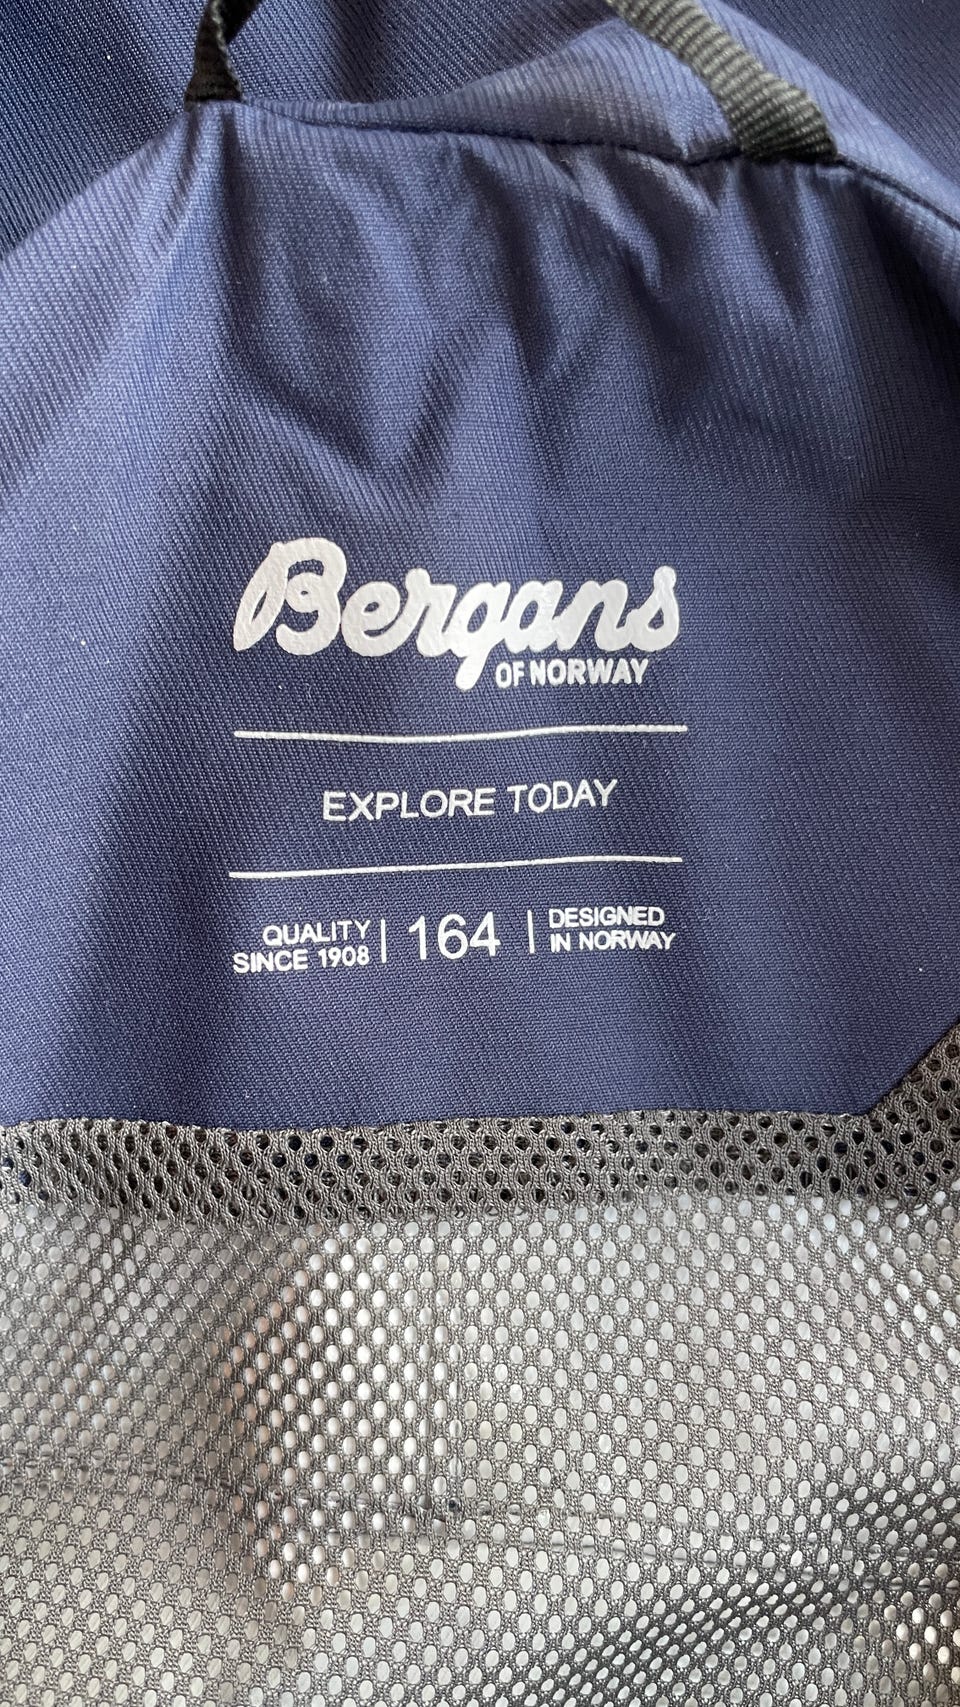 Bergans
OF NORWAY
EXPLORE TODAY
QUALITY
SINCE 1908
164
DESIGNED
IN NORWAY